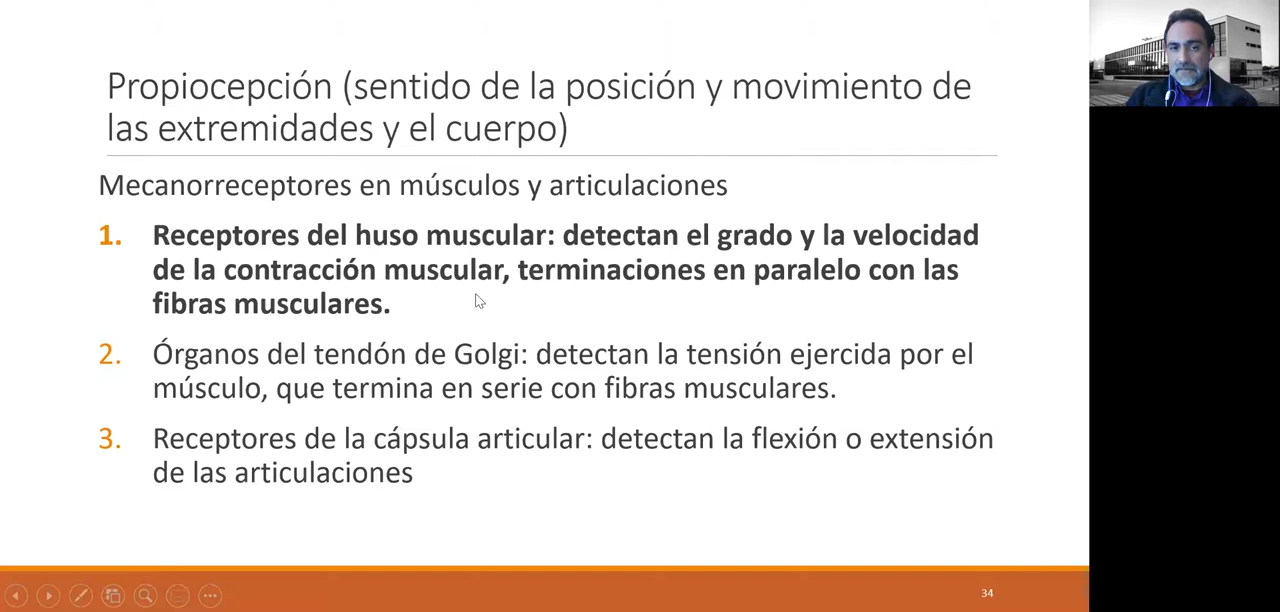 Propiocepción (sentido de la posición y movimiento de
las extremidades y el cuerpo)
Mecanorreceptores en músculos y articulaciones
1. Receptores del huso muscular: detectan el grado y la velocidad
de la contracción muscular, terminaciones en paralelo con las
fibras musculares.
2. Órganos del tendón de Golgi: detectan la tensión ejercida por el
músculo, que termina en serie con fibras musculares.
3. Receptores de la cápsula articular: detectan la flexión o extensión
de las articulaciones
34